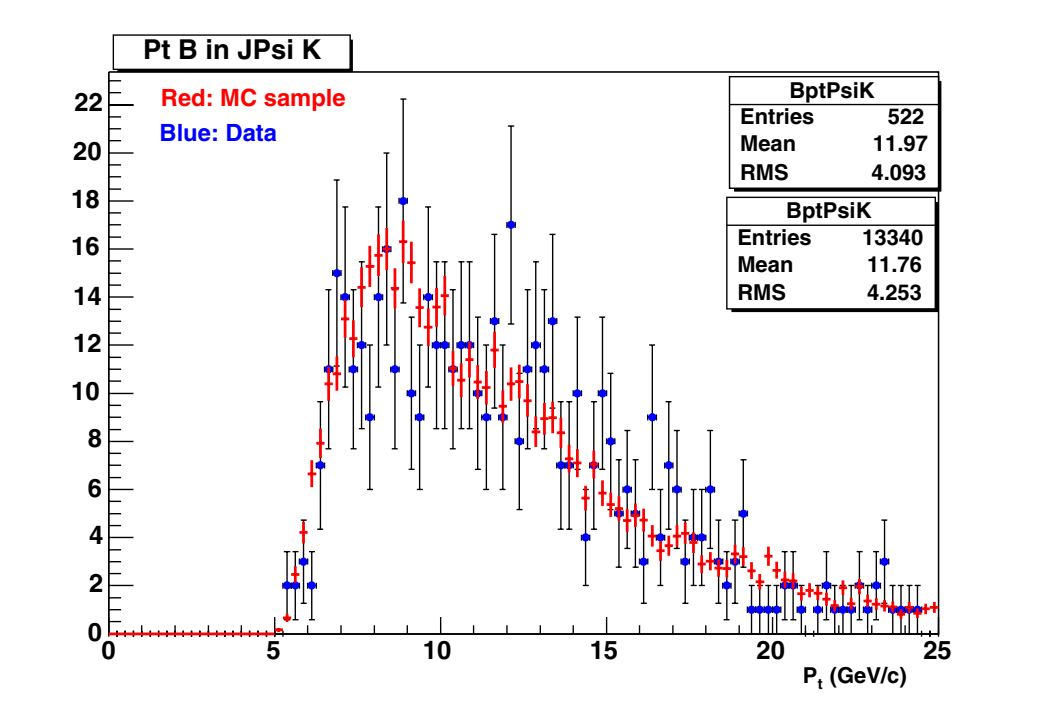 Pt B in JPsi K
Red: MC sample
Blue: Data
BptPsiK
Entries 522
Mean 11.97
RMS 4.093
BptPsiK
Entries 13340
Mean 11.76
RMS 4.253
22
20
18
16
14
12
10
8
6
4
2
0
0 5 10 15 20 25
Pt (GeV/c)